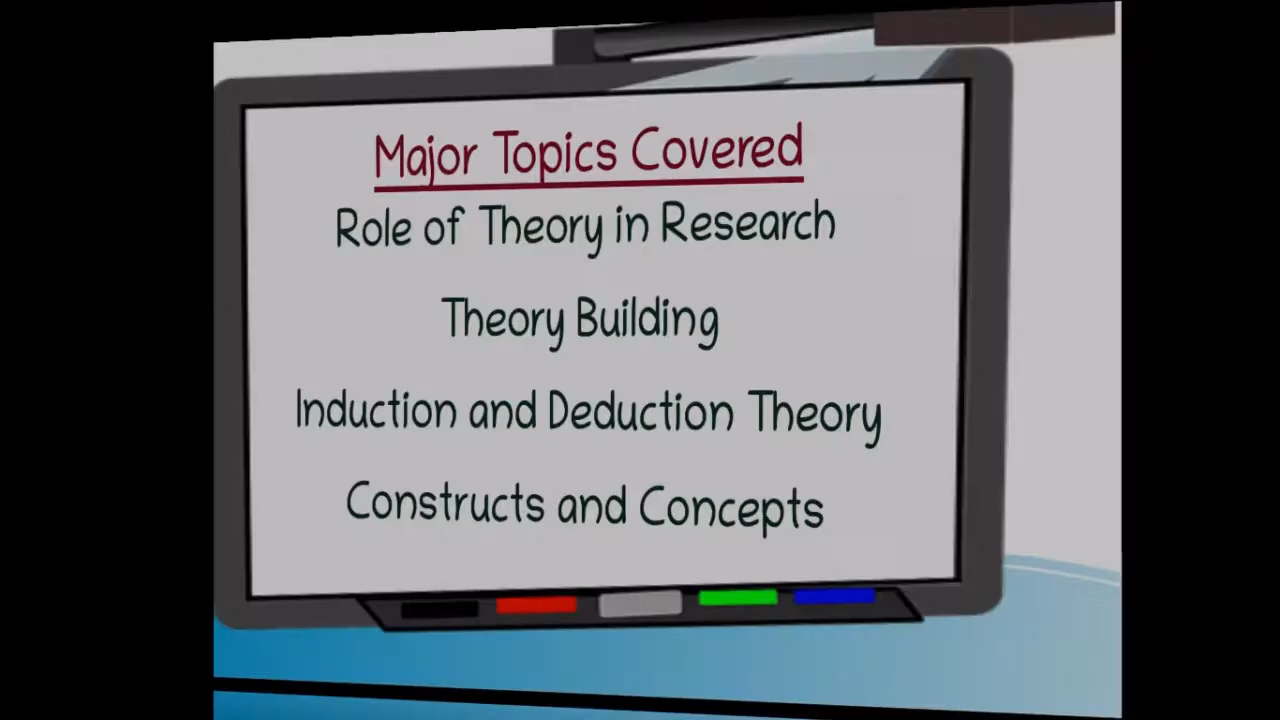 Major Topics Covered
Role of Theory in Research
Theory Building
Induction and Deduction Theory
Constructs and Concepts